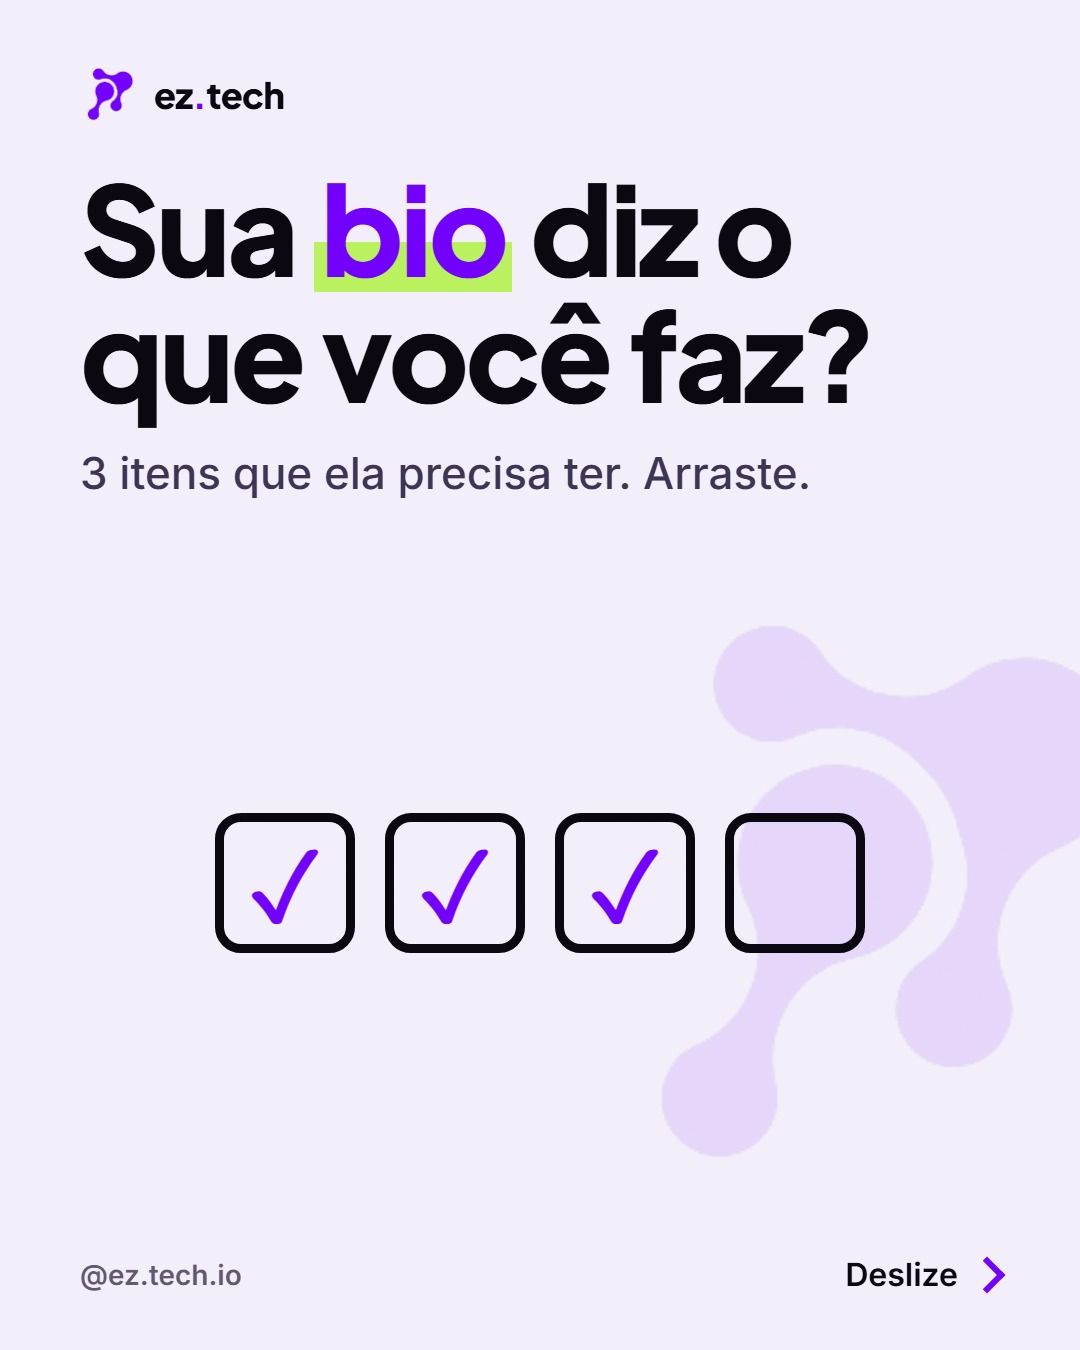 ez.tech
Sua bio diz o
que você faz?
3 itens que ela precisa ter. Arraste.
@ez.tech.io
Deslize